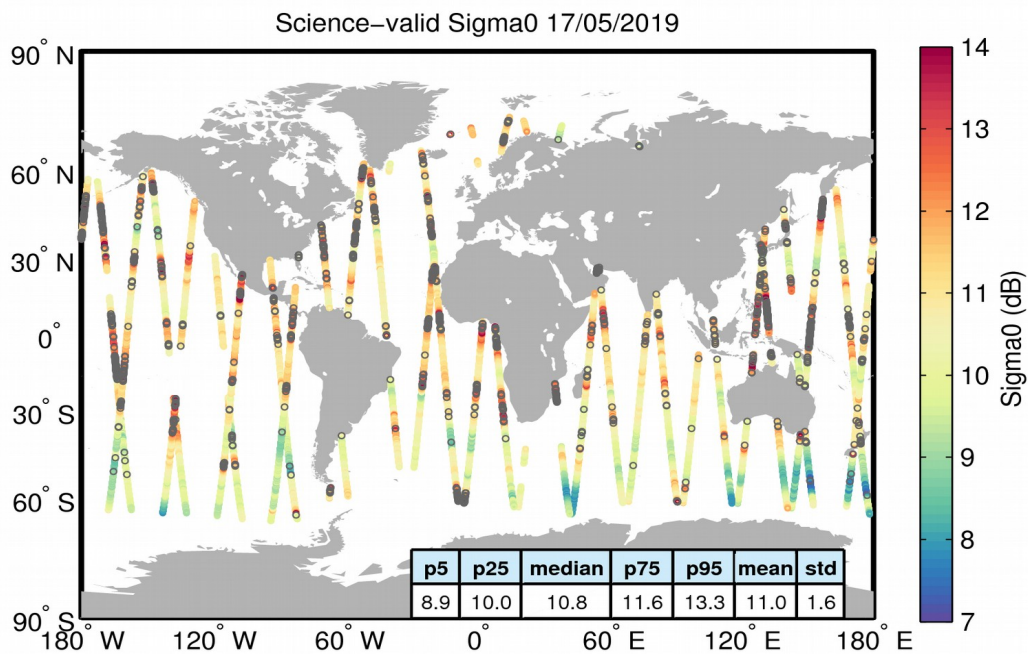 Science−valid Sigma0 17/05/2019
90° N
60° N
30° N
0°
30° S
60° S
90° S
180° W
120° W
60° W
0°
60° E
120° E
180° E
14
13
12
11
10
9
8
7
Sigma0 (dB)
p5 p25 median p75 p95 mean std
8.9 10.0 10.8 11.6 13.3 11.0 1.6